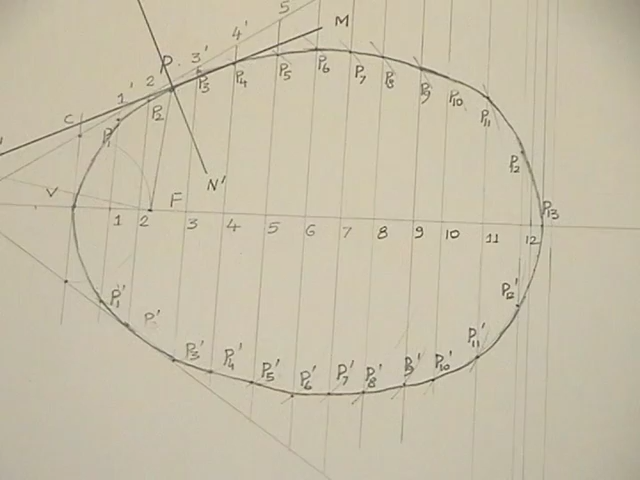 5
M
4'
3'
P
2
1'
C
P3
P4
P5
P6
P7
P8
P9
P10
P11
P2
P1
P12
N'
V
F
P13
1 2 3 4 5 6 7 8 9 10 11 12
P12'
P1'
P'
P3'
P4'
P5'
P6'
P7'
P8'
P9'
P10'
P11'